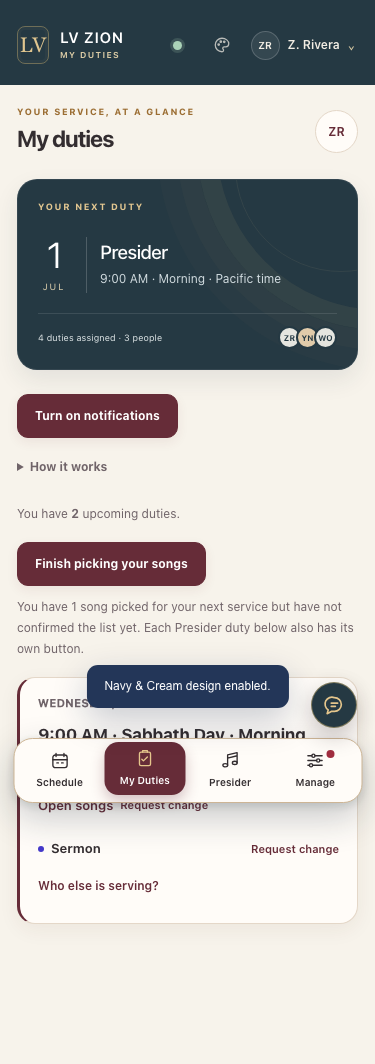 LV
LV ZION
MY DUTIES
ZR
Z. Rivera
YOUR SERVICE, AT A GLANCE
My duties
ZR
YOUR NEXT DUTY
1
JUL
Presider
9:00 AM · Morning · Pacific time
4 duties assigned · 3 people
ZR YN WO
Turn on notifications
How it works
You have 2 upcoming duties.
Finish picking your songs
You have 1 song picked for your next service but have not
confirmed the list yet. Each Presider duty below also has its
own button.
Navy & Cream design enabled.
9:00 AM · Sabbath Day · Morning
Schedule
My Duties
Presider
Manage
Open songs Request change
Sermon
Request change
Who else is serving?